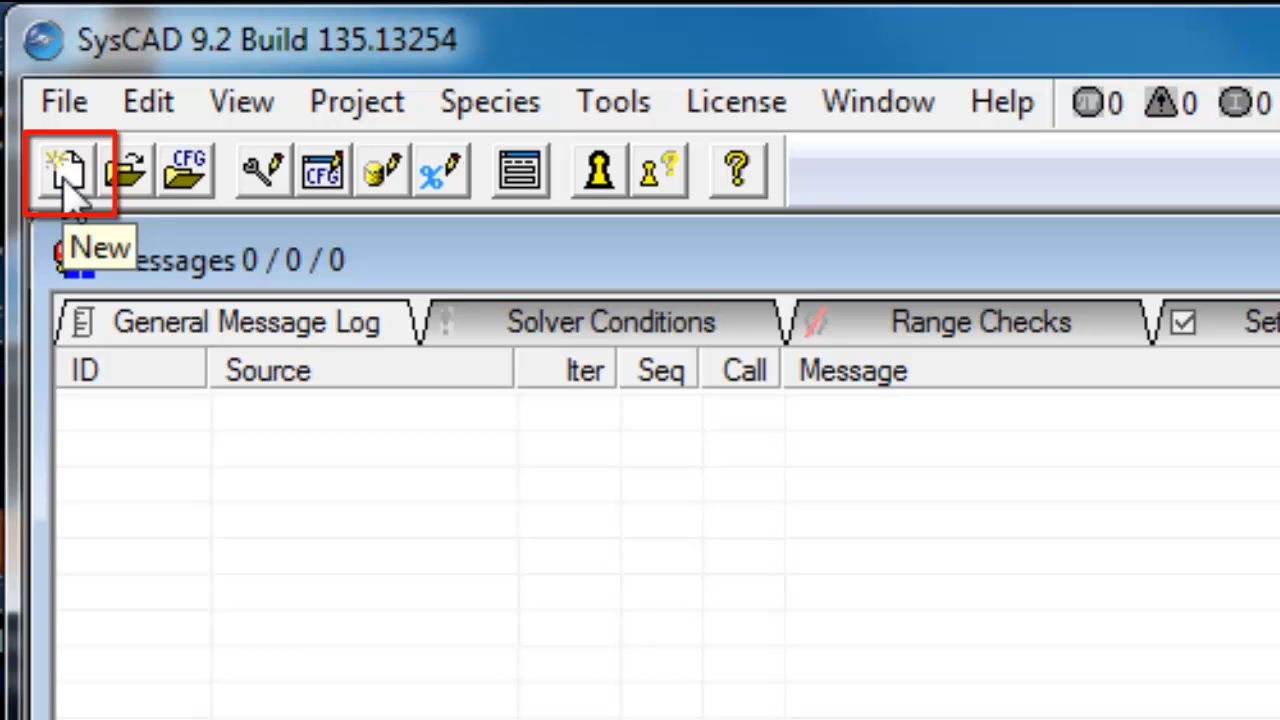 SysCAD 9.2 Build 135.13254
File Edit View Project Species Tools License Window Help 0 0 0
CFG CFG %
New
essages 0 / 0 / 0
General Message Log Solver Conditions Range Checks Set
ID Source Iter Seq Call Message